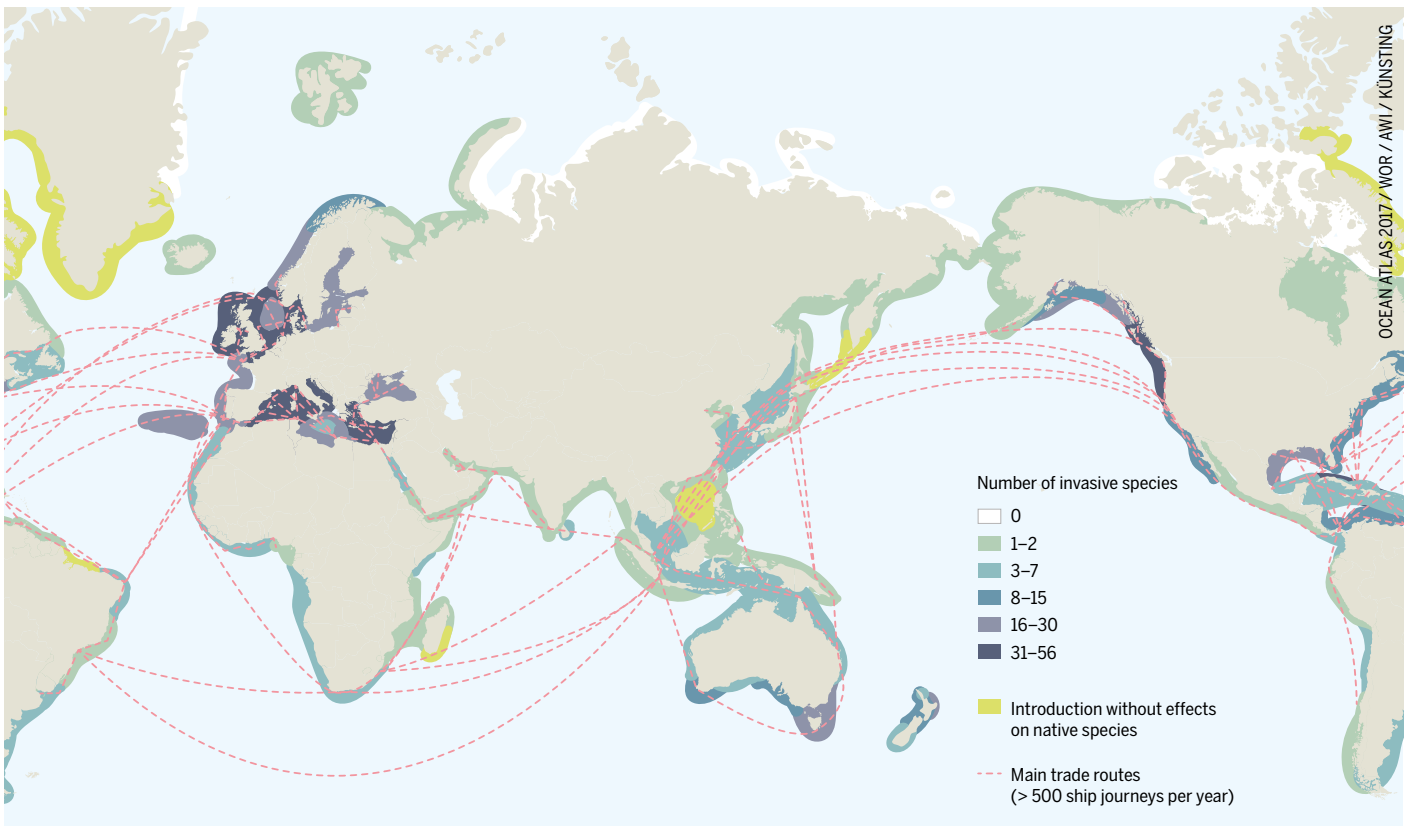 OCEAN ATLAS 2017 / WOR / AWI / KÜNSTING
Number of invasive species
0
1–2
3–7
8–15
16–30
31–56
Introduction without effects
on native species
Main trade routes
(> 500 ship journeys per year)